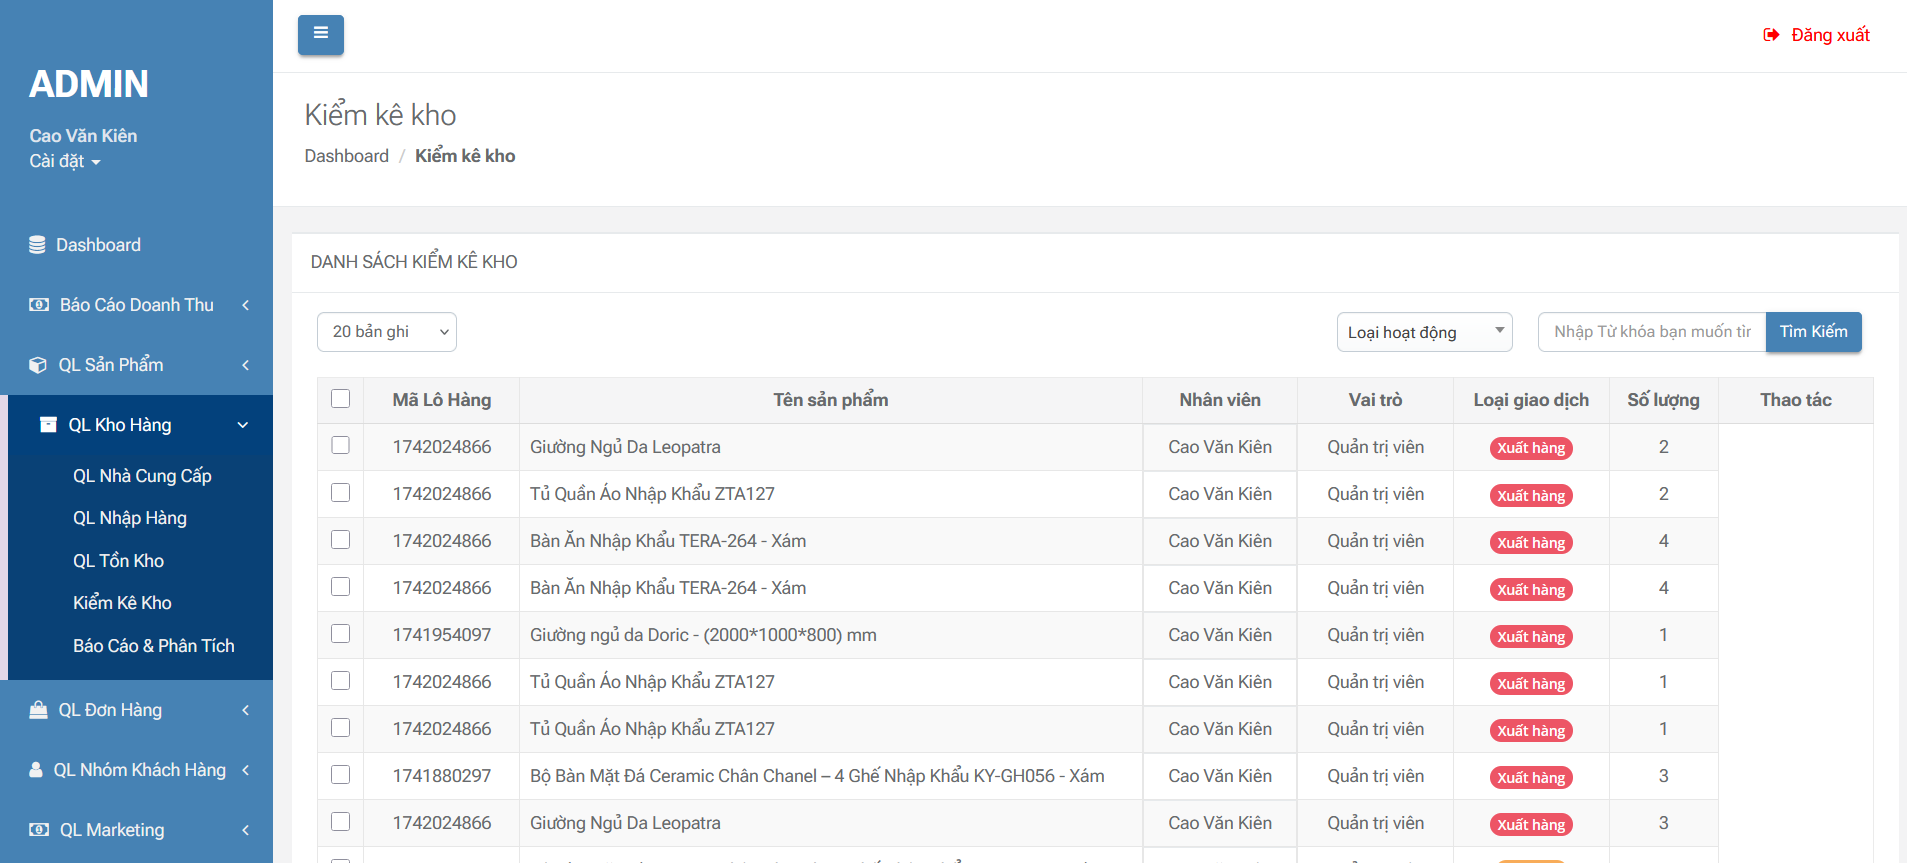 ADMIN
Cao Văn Kiên
Cài đặt
Dashboard
Báo Cáo Doanh Thu
QL Sản Phẩm
QL Kho Hàng
QL Nhà Cung Cấp
QL Nhập Hàng
QL Tồn Kho
Kiểm Kê Kho
Báo Cáo & Phân Tích
QL Đơn Hàng
QL Nhóm Khách Hàng
QL Marketing
Đăng xuất
Kiểm kê kho
Dashboard / Kiểm kê kho
DANH SÁCH KIỂM KÊ KHO
20 bản ghi
Loại hoạt động
Nhập Từ khóa bạn muốn tìr
Tìm Kiếm
Mã Lô Hàng Tên sản phẩm Nhân viên Vai trò Loại giao dịch Số lượng Thao tác
1742024866 Giường Ngủ Da Leopatra Cao Văn Kiên Quản trị viên Xuất hàng 2
1742024866 Tủ Quần Áo Nhập Khẩu ZTA127 Cao Văn Kiên Quản trị viên Xuất hàng 2
1742024866 Bàn Ăn Nhập Khẩu TERA-264 - Xám Cao Văn Kiên Quản trị viên Xuất hàng 4
1742024866 Bàn Ăn Nhập Khẩu TERA-264 - Xám Cao Văn Kiên Quản trị viên Xuất hàng 4
1741954097 Giường ngủ da Doric - (2000*1000*800) mm Cao Văn Kiên Quản trị viên Xuất hàng 1
1742024866 Tủ Quần Áo Nhập Khẩu ZTA127 Cao Văn Kiên Quản trị viên Xuất hàng 1
1742024866 Tủ Quần Áo Nhập Khẩu ZTA127 Cao Văn Kiên Quản trị viên Xuất hàng 1
1741880297 Bộ Bàn Mặt Đá Ceramic Chân Chanel – 4 Ghế Nhập Khẩu KY-GH056 - Xám Cao Văn Kiên Quản trị viên Xuất hàng 3
1742024866 Giường Ngủ Da Leopatra Cao Văn Kiên Quản trị viên Xuất hàng 3